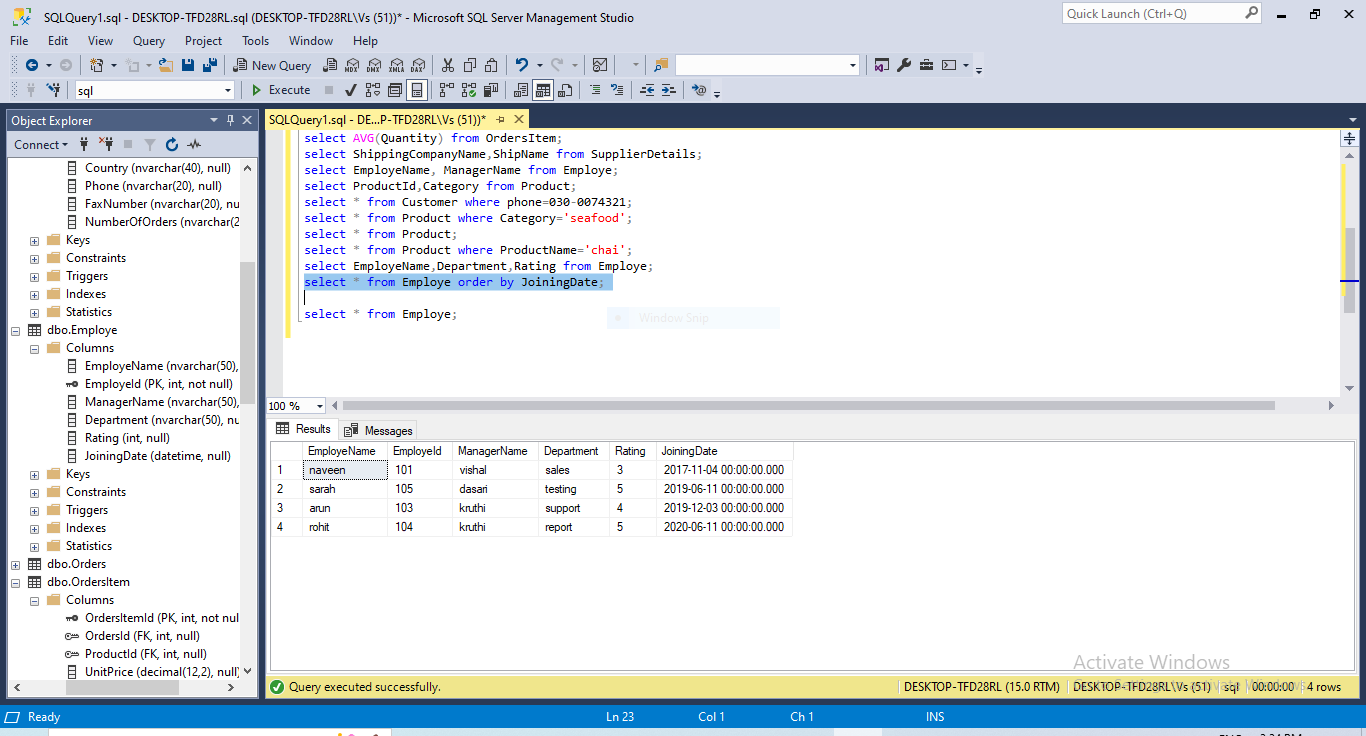 SQLQuery1.sql - DESKTOP-TFD28RL.sql (DESKTOP-TFD28RL\Vs (51))* - Microsoft SQL Server Management Studio
Quick Launch (Ctrl+Q)
File Edit View Query Project Tools Window Help
New Query MDX DMX XMLA DAX
sql Execute
Object Explorer
SQLQuery1.sql - DE...P-TFD28RL\Vs (51))*
Connect
Country (nvarchar(40), null)
Phone (nvarchar(20), null)
FaxNumber (nvarchar(20), nu
NumberOfOrders (nvarchar(2
Keys
Constraints
Triggers
Indexes
Statistics
dbo.Employe
Columns
EmployeName (nvarchar(50),
EmployeId (PK, int, not null)
ManagerName (nvarchar(50),
Department (nvarchar(50), nu
Rating (int, null)
JoiningDate (datetime, null)
Keys
Constraints
Triggers
Indexes
Statistics
dbo.Orders
dbo.OrdersItem
Columns
OrdersItemId (PK, int, not nul
OrdersId (FK, int, null)
ProductId (FK, int, null)
UnitPrice (decimal(12,2), null)
select AVG(Quantity) from OrdersItem;
select ShippingCompanyName,ShipName from SupplierDetails;
select EmployeName, ManagerName from Employe;
select ProductId,Category from Product;
select * from Customer where phone=030-0074321;
select * from Product where Category='seafood';
select * from Product;
select * from Product where ProductName='chai';
select EmployeName,Department,Rating from Employe;
select * from Employe order by JoiningDate;
select * from Employe;
Window Snip
100 %
Results Messages
EmployeName EmployeId ManagerName Department Rating JoiningDate
1 naveen 101 vishal sales 3 2017-11-04 00:00:00.000
2 sarah 105 dasari testing 5 2019-06-11 00:00:00.000
3 arun 103 kruthi support 4 2019-12-03 00:00:00.000
4 rohit 104 kruthi report 5 2020-06-11 00:00:00.000
Activate Windows
Query executed successfully. DESKTOP-TFD28RL (15.0 RTM) DESKTOP-TFD28RL\Vs (51) sql 00:00:00 4 rows
Ready Ln 23 Col 1 Ch 1 INS